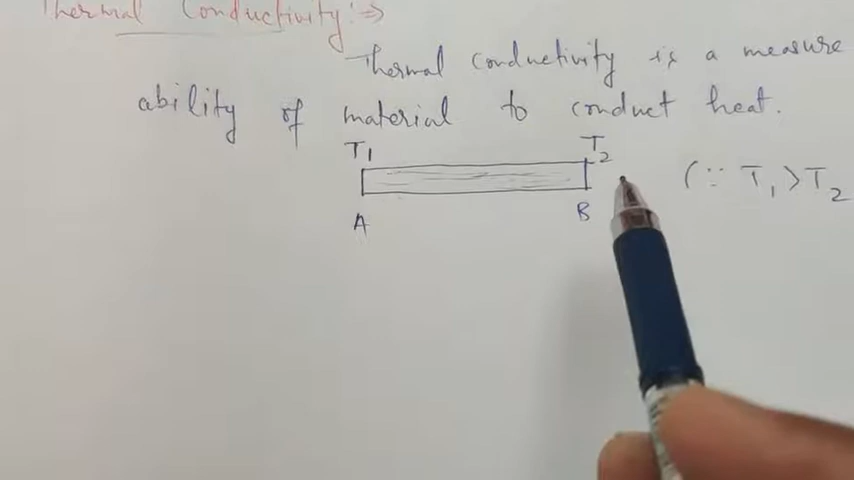 Thermal Conductivity:⇒
Thermal conductivity is a measure
ability of material to conduct heat.
T₁ T₂
(∵ T₁>T₂
A B